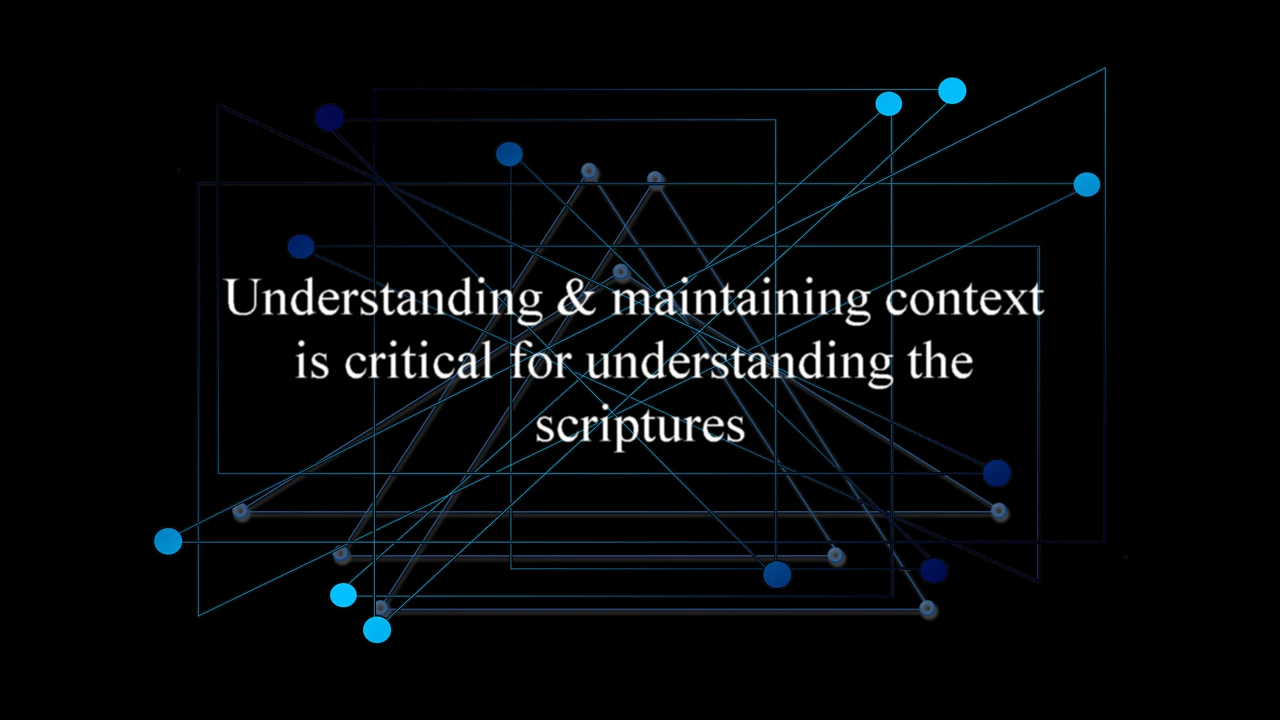 Understanding & maintaining context
is critical for understanding the
scriptures